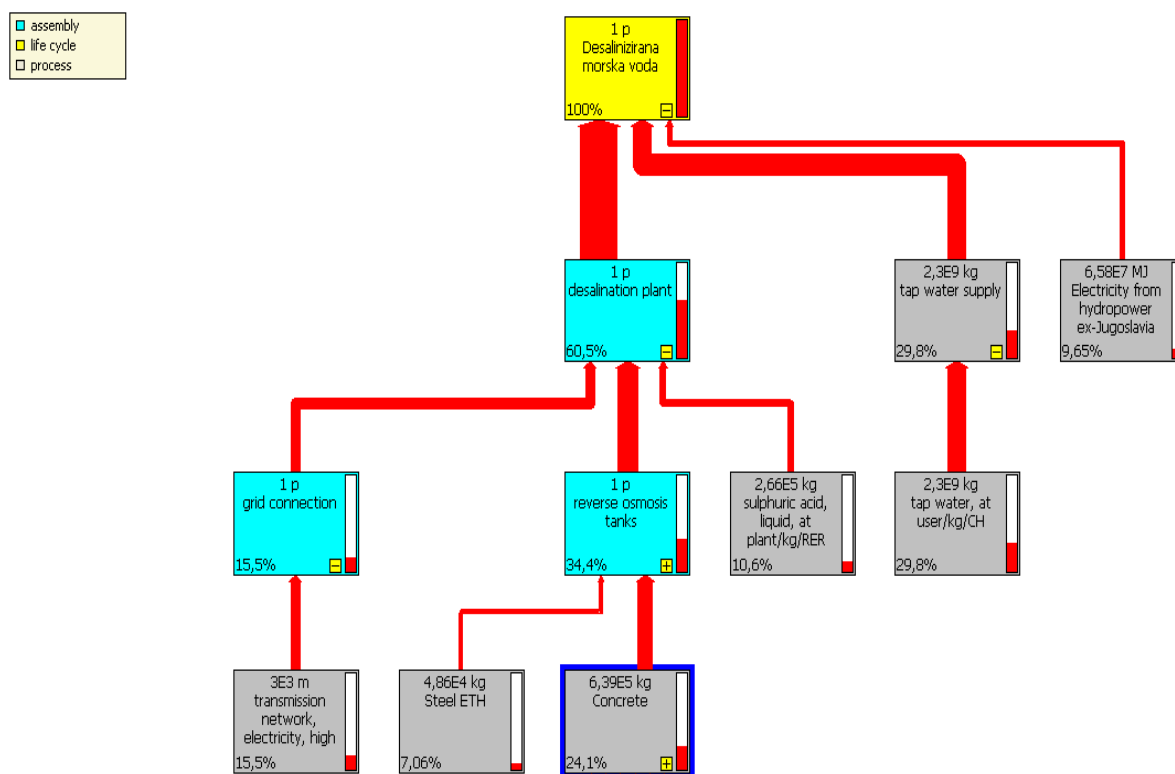 assembly
life cycle
process
1 p
Desalinizirana
morska voda
100%
1 p
desalination plant
60,5%
2,3E9 kg
tap water supply
29,8%
6,58E7 MJ
Electricity from
hydropower
ex-Jugoslavia
9,65%
1 p
grid connection
15,5%
1 p
reverse osmosis
tanks
34,4%
2,66E5 kg
sulphuric acid,
liquid, at
plant/kg/RER
10,6%
2,3E9 kg
tap water, at
user/kg/CH
29,8%
3E3 m
transmission
network,
electricity, high
15,5%
4,86E4 kg
Steel ETH
7,06%
6,39E5 kg
Concrete
24,1%